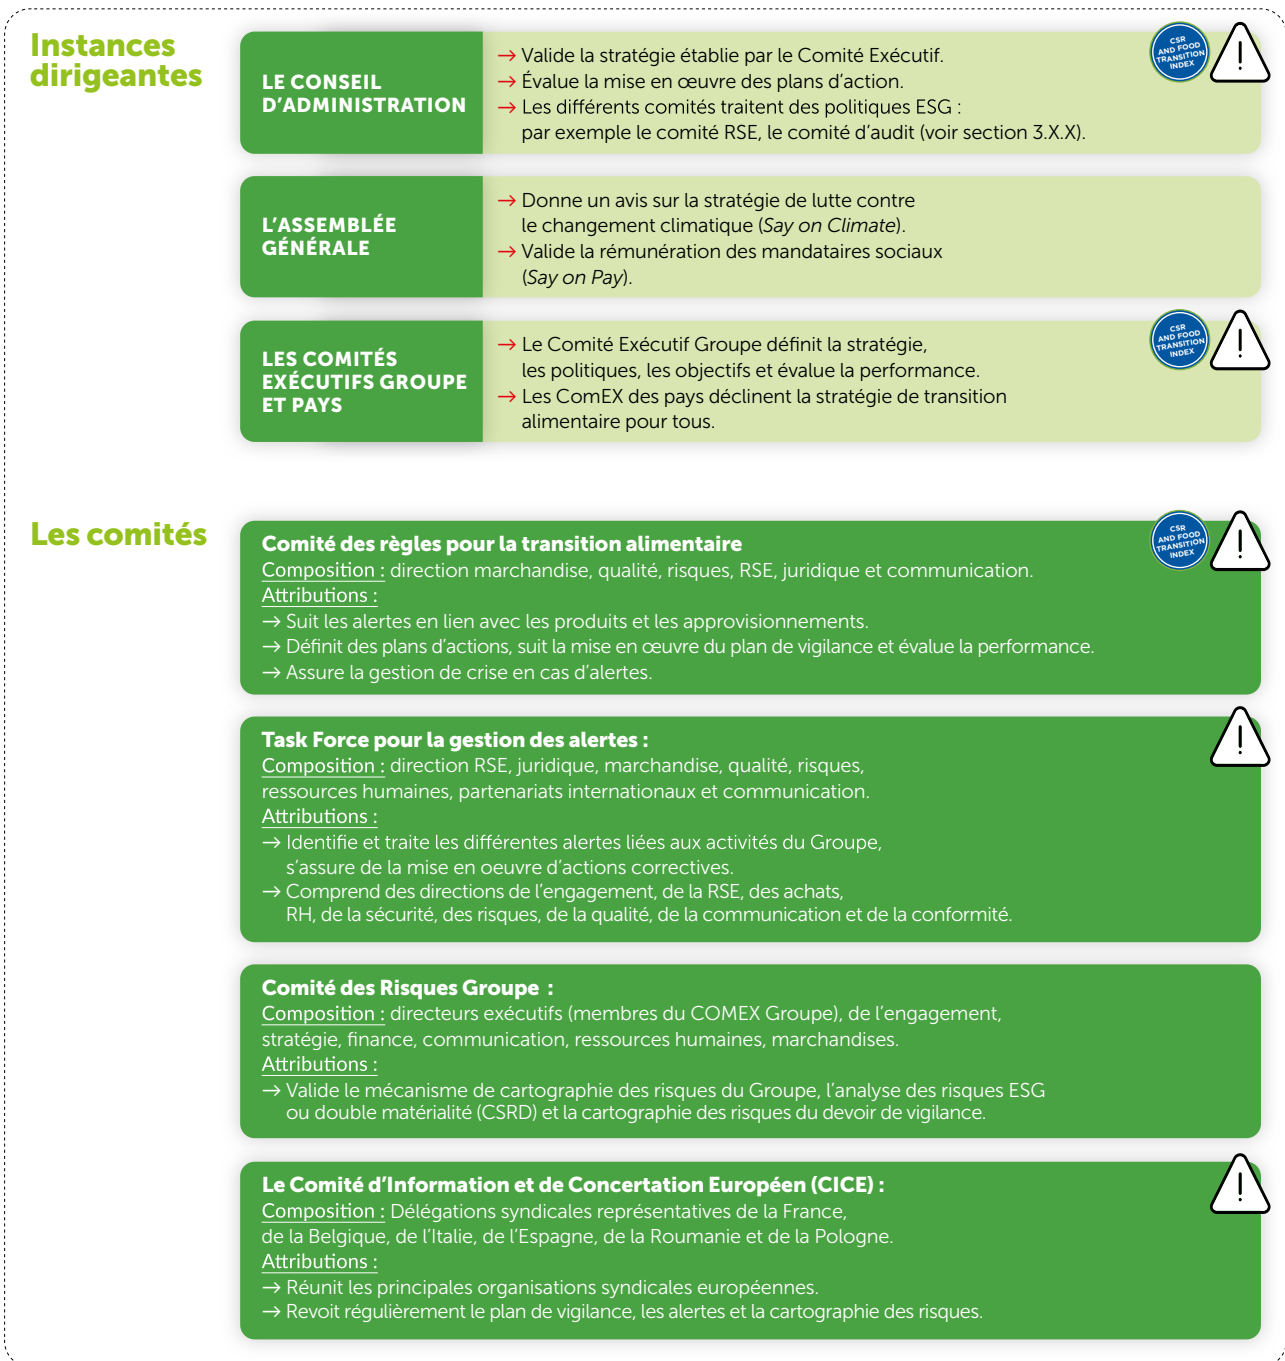 Instances
dirigeantes
LE CONSEIL
D'ADMINISTRATION
→ Valide la stratégie établie par le Comité Exécutif.
→ Évalue la mise en œuvre des plans d'action.
→ Les différents comités traitent des politiques ESG :
par exemple le comité RSE, le comité d'audit (voir section 3.X.X).
CSR
AND FOOD
TRANSITION
INDEX
!
L'ASSEMBLÉE
GÉNÉRALE
→ Donne un avis sur la stratégie de lutte contre
le changement climatique (Say on Climate).
→ Valide la rémunération des mandataires sociaux
(Say on Pay).
LES COMITÉS
EXÉCUTIFS GROUPE
ET PAYS
→ Le Comité Exécutif Groupe définit la stratégie,
les politiques, les objectifs et évalue la performance.
→ Les ComEX des pays déclinent la stratégie de transition
alimentaire pour tous.
CSR
AND FOOD
TRANSITION
INDEX
!
Les comités
Comité des règles pour la transition alimentaire
Composition : direction marchandise, qualité, risques, RSE, juridique et communication.
Attributions :
→ Suit les alertes en lien avec les produits et les approvisionnements.
→ Définit des plans d'actions, suit la mise en œuvre du plan de vigilance et évalue la performance.
→ Assure la gestion de crise en cas d'alertes.
CSR
AND FOOD
TRANSITION
INDEX
!
Task Force pour la gestion des alertes :
Composition : direction RSE, juridique, marchandise, qualité, risques,
ressources humaines, partenariats internationaux et communication.
Attributions :
→ Identifie et traite les différentes alertes liées aux activités du Groupe,
s'assure de la mise en oeuvre d'actions correctives.
→ Comprend des directions de l'engagement, de la RSE, des achats,
RH, de la sécurité, des risques, de la qualité, de la communication et de la conformité.
!
Comité des Risques Groupe :
Composition : directeurs exécutifs (membres du COMEX Groupe), de l'engagement,
stratégie, finance, communication, ressources humaines, marchandises.
Attributions :
→ Valide le mécanisme de cartographie des risques du Groupe, l'analyse des risques ESG
ou double matérialité (CSRD) et la cartographie des risques du devoir de vigilance.
Le Comité d'Information et de Concertation Européen (CICE) :
Composition : Délégations syndicales représentatives de la France,
de la Belgique, de l'Italie, de l'Espagne, de la Roumanie et de la Pologne.
Attributions :
→ Réunit les principales organisations syndicales européennes.
→ Revoit régulièrement le plan de vigilance, les alertes et la cartographie des risques.
!